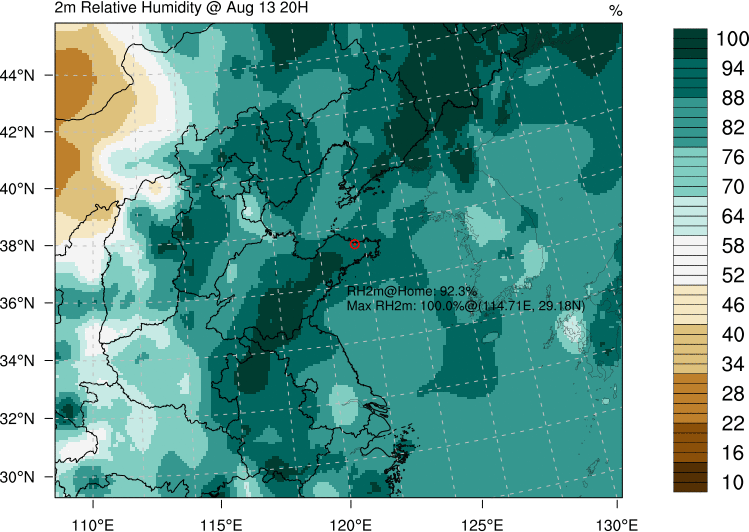 2m Relative Humidity @ Aug 13 20H
%
44°N
42°N
40°N
38°N
36°N
34°N
32°N
30°N
110°E
115°E
120°E
125°E
130°E
RH2m@Home: 92.3%
Max RH2m: 100.0%@(114.71E, 29.18N)
100
94
88
82
76
70
64
58
52
46
40
34
28
22
16
10